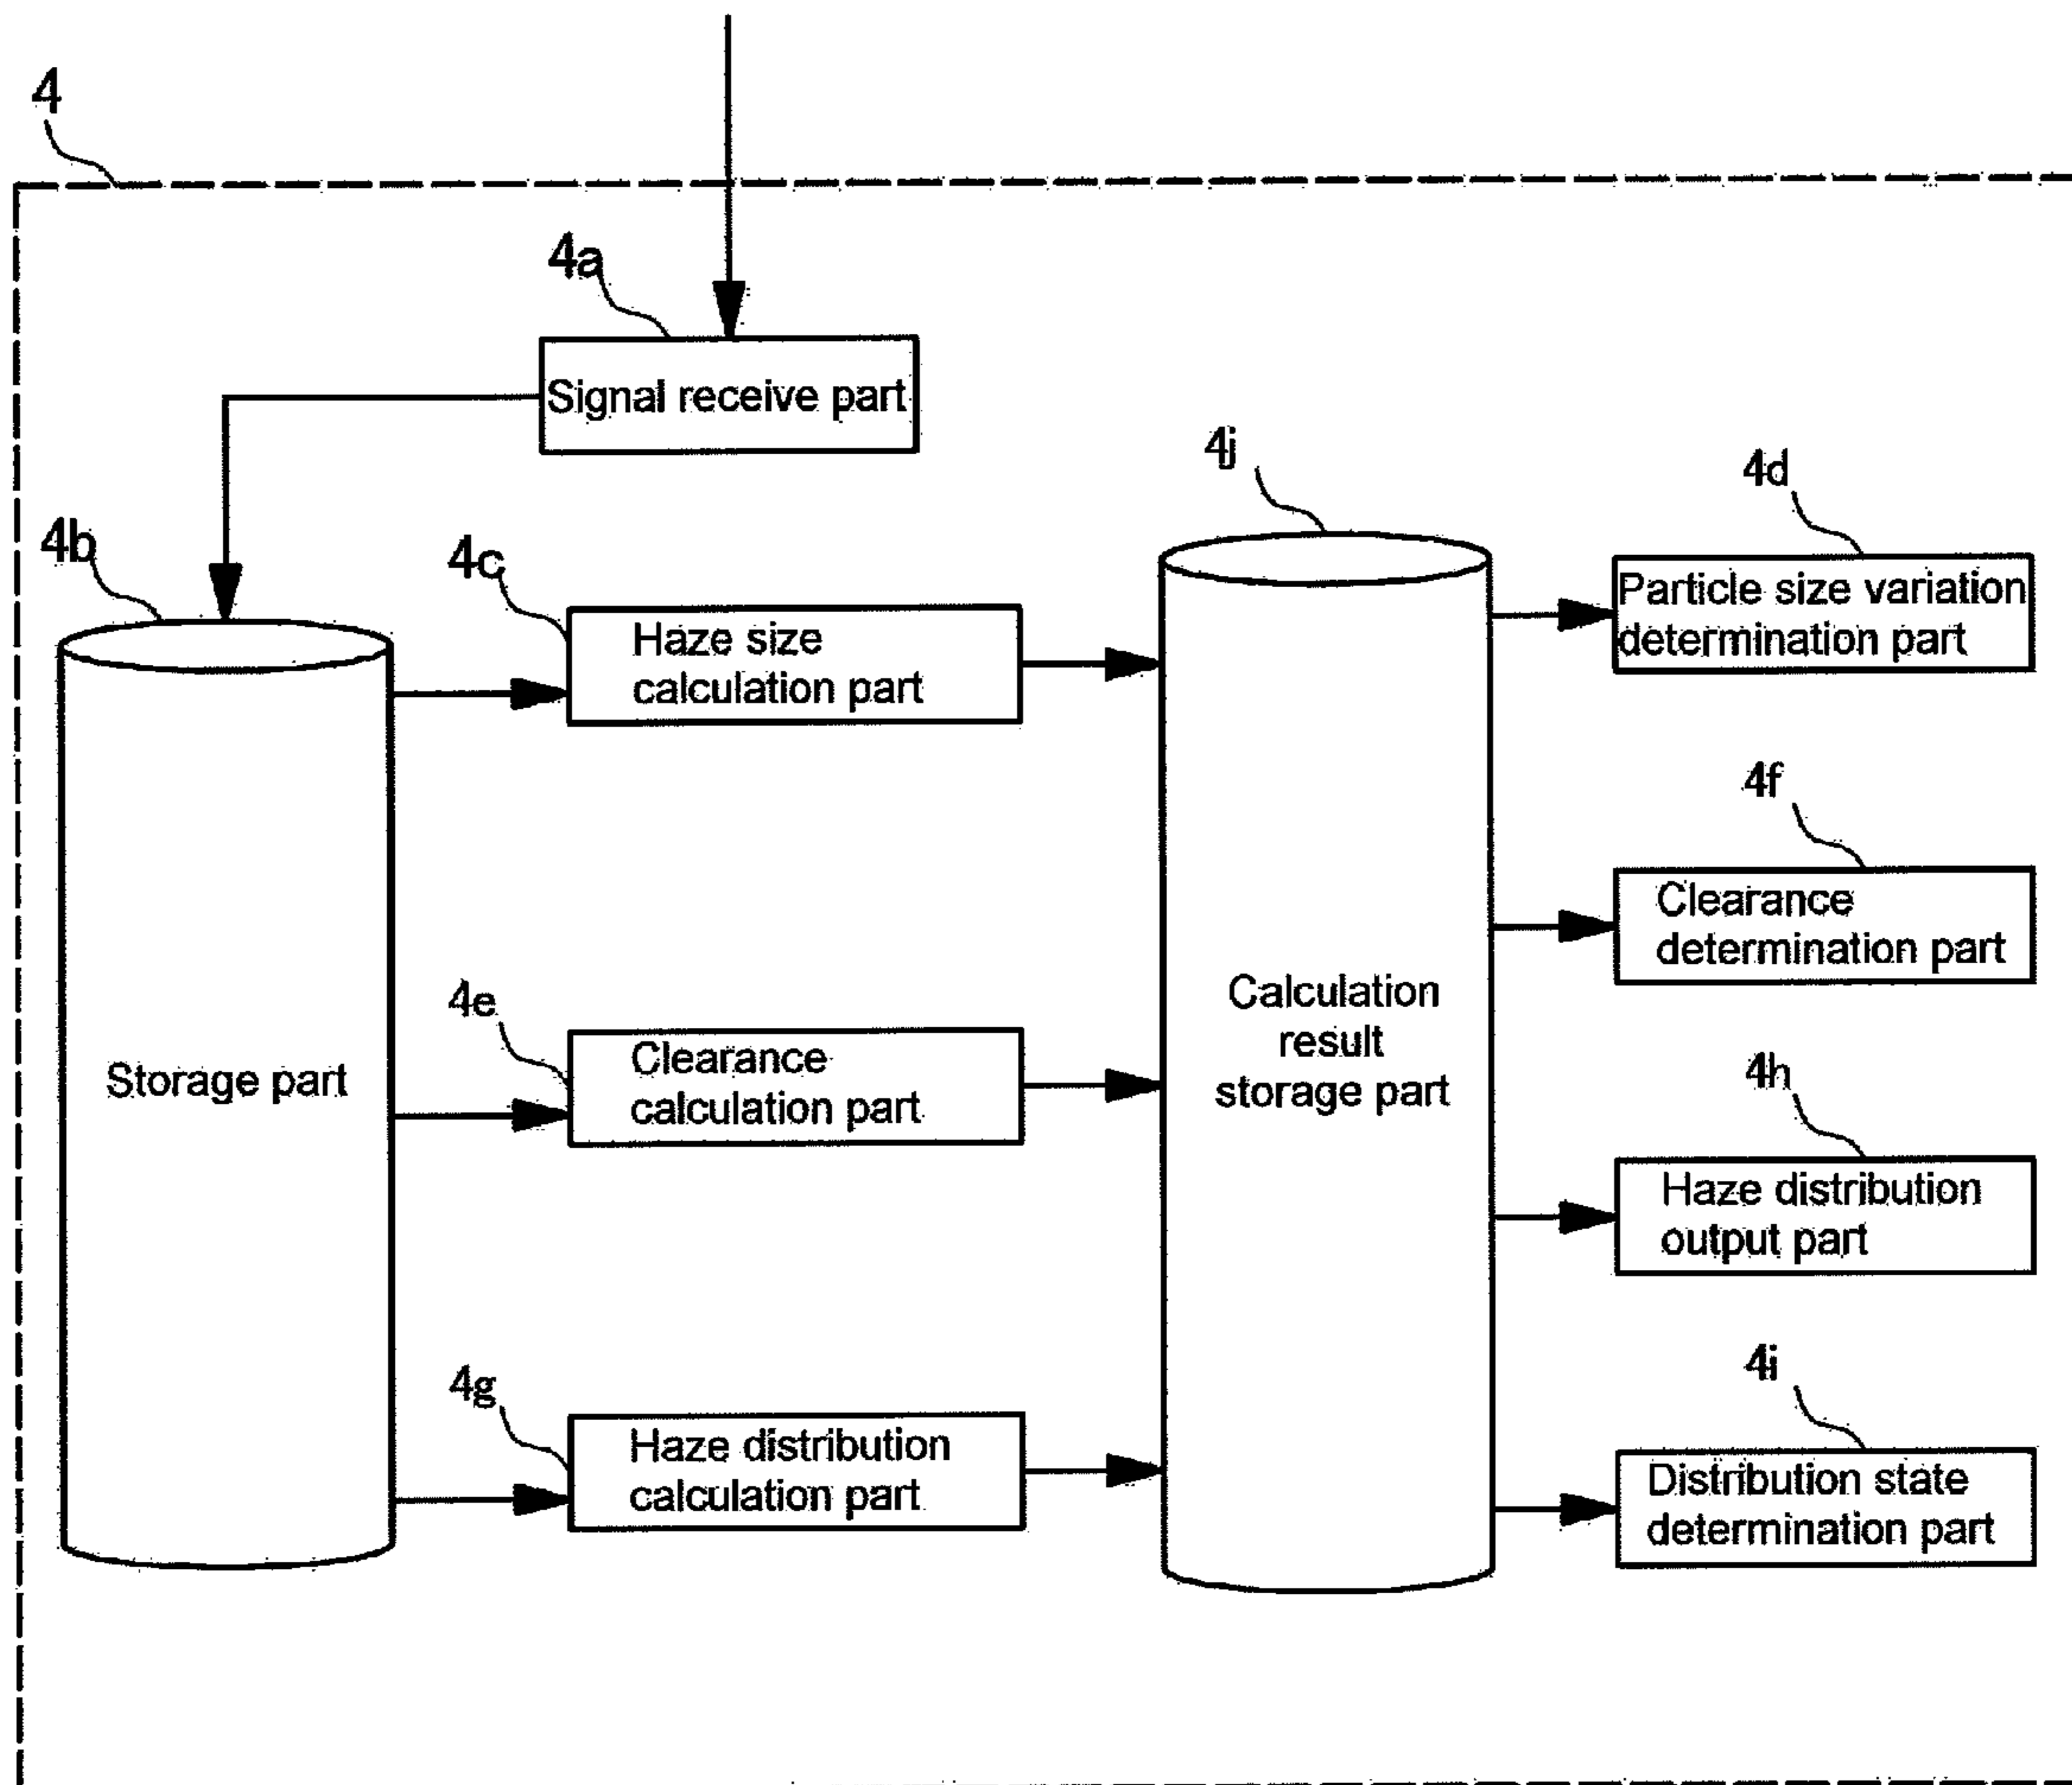 4
4a
Signal receive part
4b
Storage part
4c
Haze size
calculation part
4e
Clearance
calculation part
4g
Haze distribution
calculation part
4j
Calculation
result
storage part
4d
Particle size variation
determination part
4f
Clearance
determination part
4h
Haze distribution
output part
4i
Distribution state
determination part